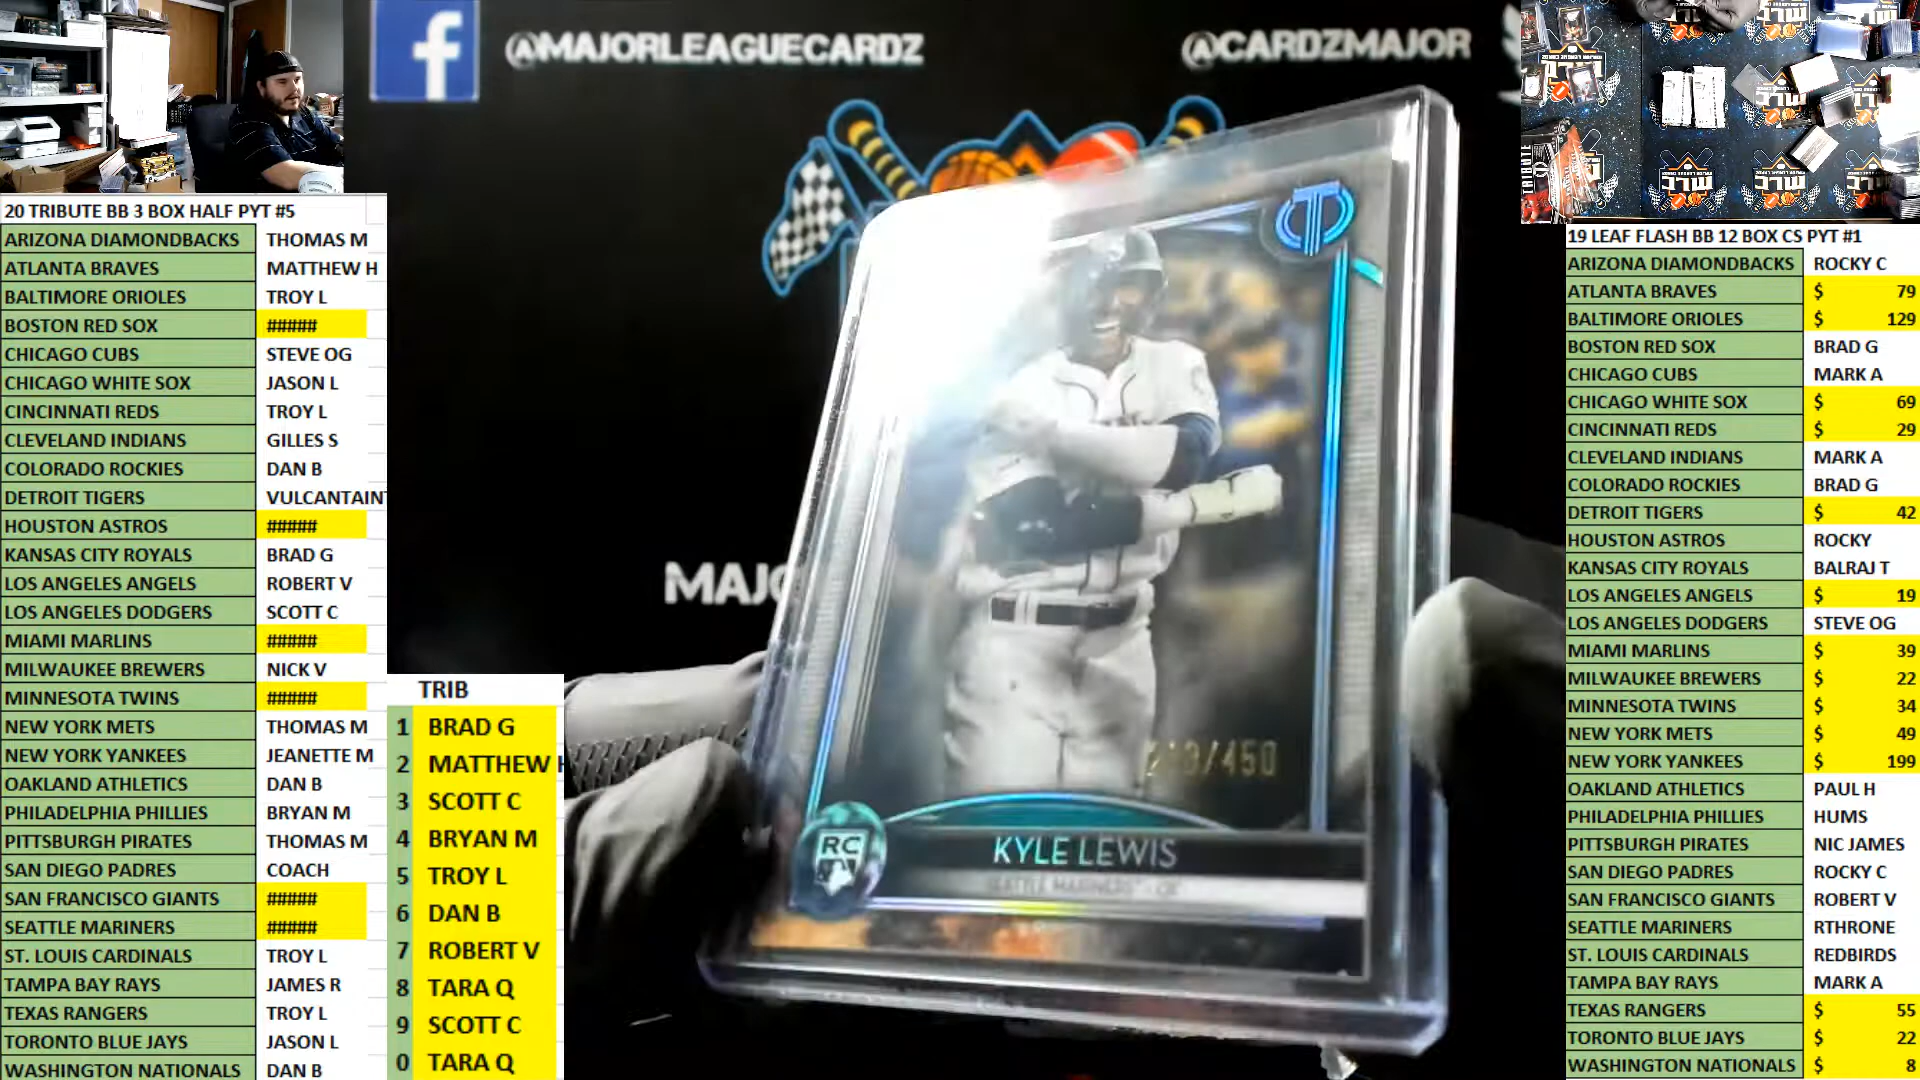 @MAJORLEAGUECARDZ
@CARDZMAJOR
20 TRIBUTE BB 3 BOX HALF PYT #5
ARIZONA DIAMONDBACKS THOMAS M
ATLANTA BRAVES MATTHEW H
BALTIMORE ORIOLES TROY L
BOSTON RED SOX #####
CHICAGO CUBS STEVE OG
CHICAGO WHITE SOX JASON L
CINCINNATI REDS TROY L
CLEVELAND INDIANS GILLES S
COLORADO ROCKIES DAN B
DETROIT TIGERS VULCANTAIN
HOUSTON ASTROS #####
KANSAS CITY ROYALS BRAD G
LOS ANGELES ANGELS ROBERT V
LOS ANGELES DODGERS SCOTT C
MIAMI MARLINS #####
MILWAUKEE BREWERS NICK V
MINNESOTA TWINS #####
NEW YORK METS THOMAS M
NEW YORK YANKEES JEANETTE M
OAKLAND ATHLETICS DAN B
PHILADELPHIA PHILLIES BRYAN M
PITTSBURGH PIRATES THOMAS M
SAN DIEGO PADRES COACH
SAN FRANCISCO GIANTS #####
SEATTLE MARINERS #####
ST. LOUIS CARDINALS TROY L
TAMPA BAY RAYS JAMES R
TEXAS RANGERS TROY L
TORONTO BLUE JAYS JASON L
WASHINGTON NATIONALS DAN B
TRIB
1 BRAD G
2 MATTHEW H
3 SCOTT C
4 BRYAN M
5 TROY L
6 DAN B
7 ROBERT V
8 TARA Q
9 SCOTT C
0 TARA Q
MAJO
/450
RC
KYLE LEWIS
SEATTLE MARINERS
19 LEAF FLASH BB 12 BOX CS PYT #1
ARIZONA DIAMONDBACKS ROCKY C
ATLANTA BRAVES $ 79
BALTIMORE ORIOLES $ 129
BOSTON RED SOX BRAD G
CHICAGO CUBS MARK A
CHICAGO WHITE SOX $ 69
CINCINNATI REDS $ 29
CLEVELAND INDIANS MARK A
COLORADO ROCKIES BRAD G
DETROIT TIGERS $ 42
HOUSTON ASTROS ROCKY
KANSAS CITY ROYALS BALRAJ T
LOS ANGELES ANGELS $ 19
LOS ANGELES DODGERS STEVE OG
MIAMI MARLINS $ 39
MILWAUKEE BREWERS $ 22
MINNESOTA TWINS $ 34
NEW YORK METS $ 49
NEW YORK YANKEES $ 199
OAKLAND ATHLETICS PAUL H
PHILADELPHIA PHILLIES HUMS
PITTSBURGH PIRATES NIC JAMES
SAN DIEGO PADRES ROCKY C
SAN FRANCISCO GIANTS ROBERT V
SEATTLE MARINERS RTHRONE
ST. LOUIS CARDINALS REDBIRDS
TAMPA BAY RAYS MARK A
TEXAS RANGERS $ 55
TORONTO BLUE JAYS $ 22
WASHINGTON NATIONALS $ 8